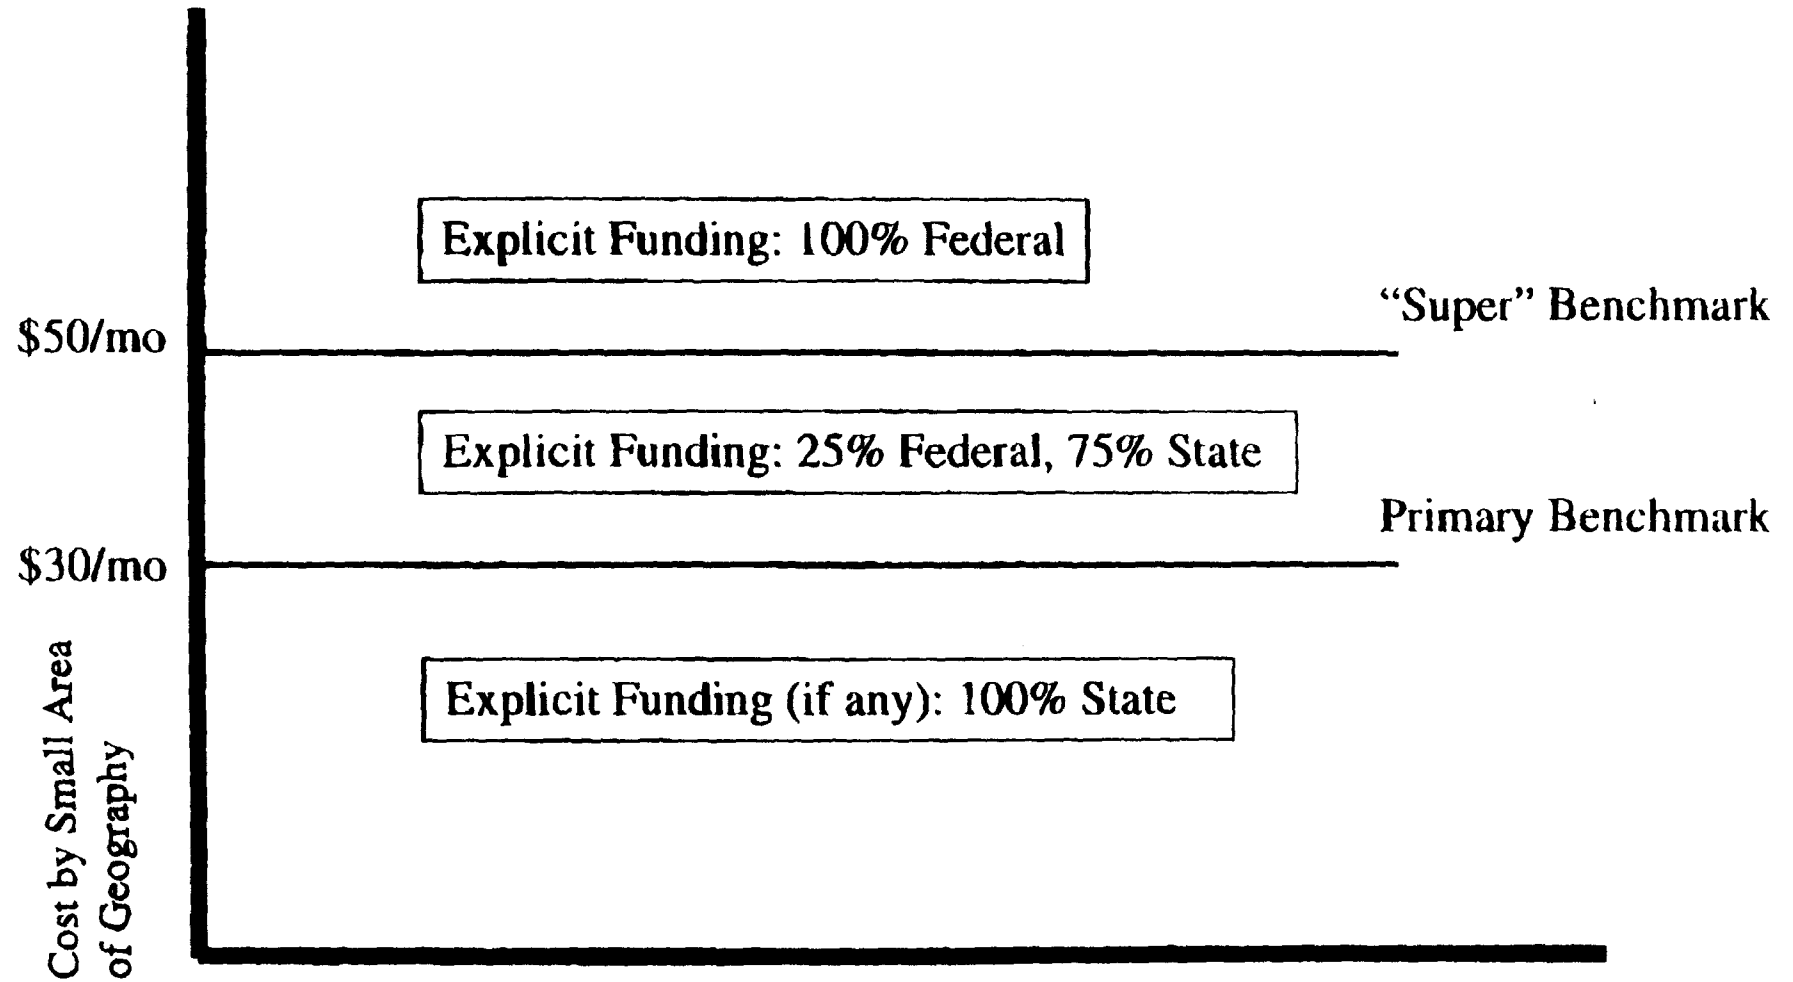 Explicit Funding: 100% Federal
“Super” Benchmark
$50/mo
Explicit Funding: 25% Federal, 75% State
Primary Benchmark
$30/mo
Explicit Funding (if any): 100% State
Cost by Small Area
of Geography